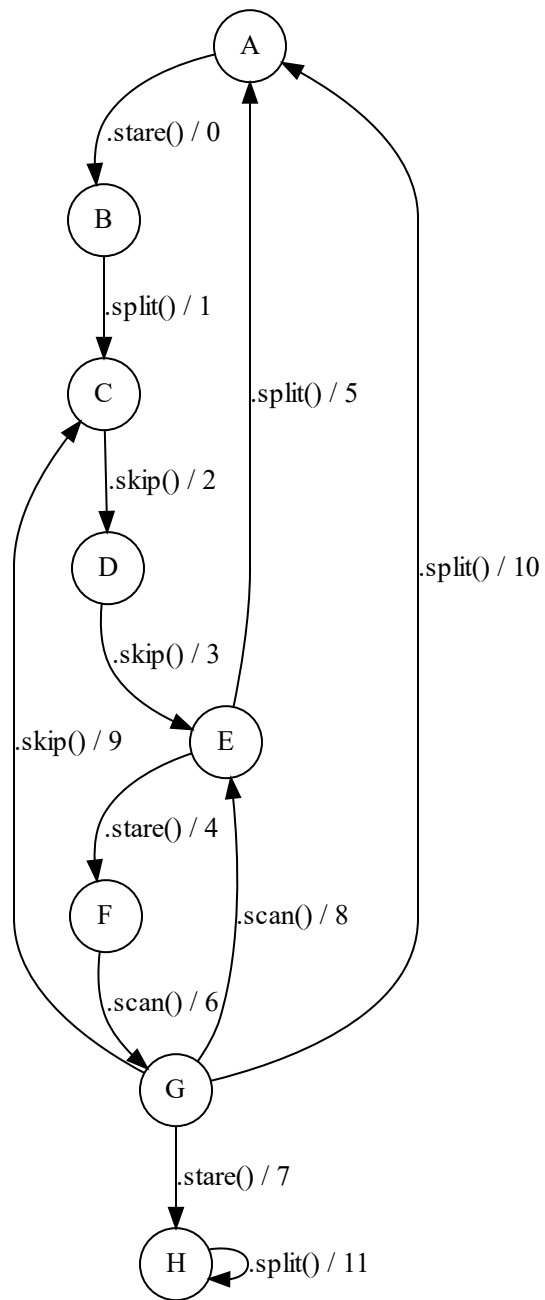 A
.stare() / 0
B
.split() / 1
C
.split() / 5
.skip() / 2
D
.split() / 10
.skip() / 3
E
.skip() / 9
.stare() / 4
F
.scan() / 8
.scan() / 6
G
.stare() / 7
H
.split() / 11